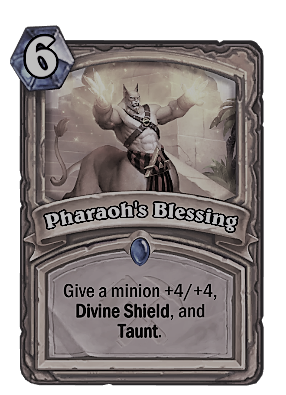 6
Pharaoh's Blessing
Give a minion +4/+4,
Divine Shield, and
Taunt.